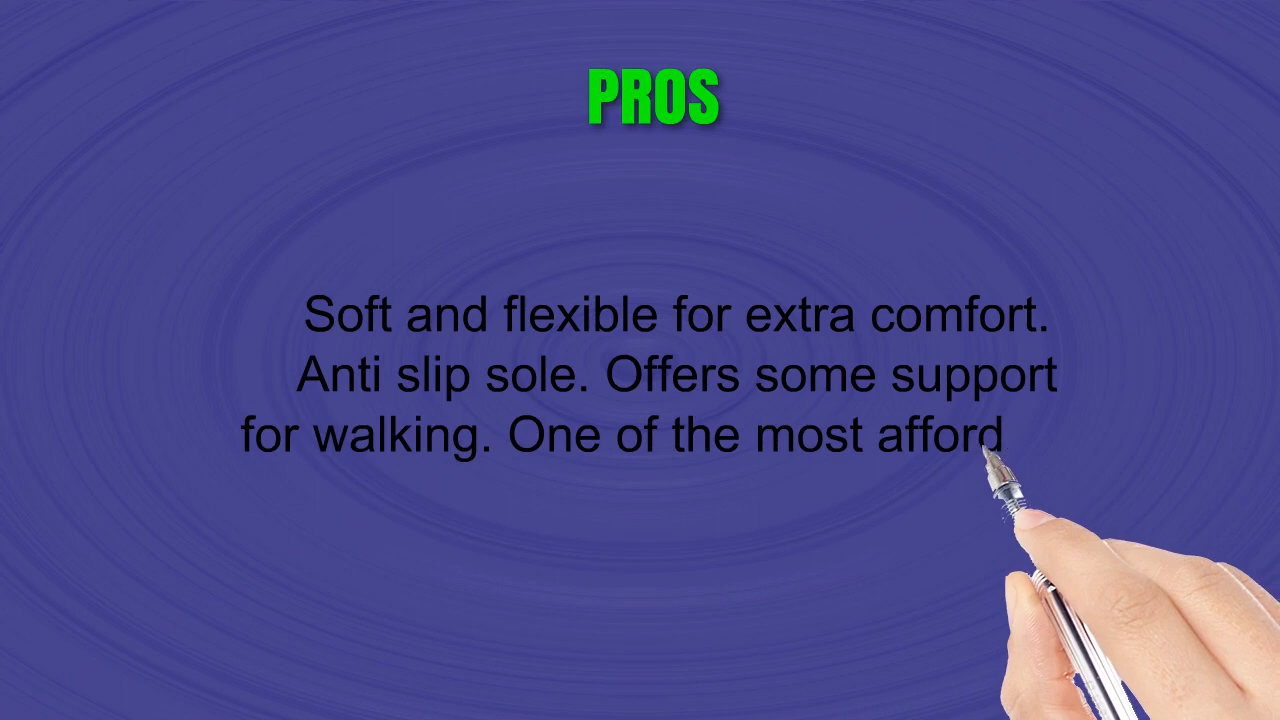 PROS
Soft and flexible for extra comfort.
Anti slip sole. Offers some support
for walking. One of the most afford